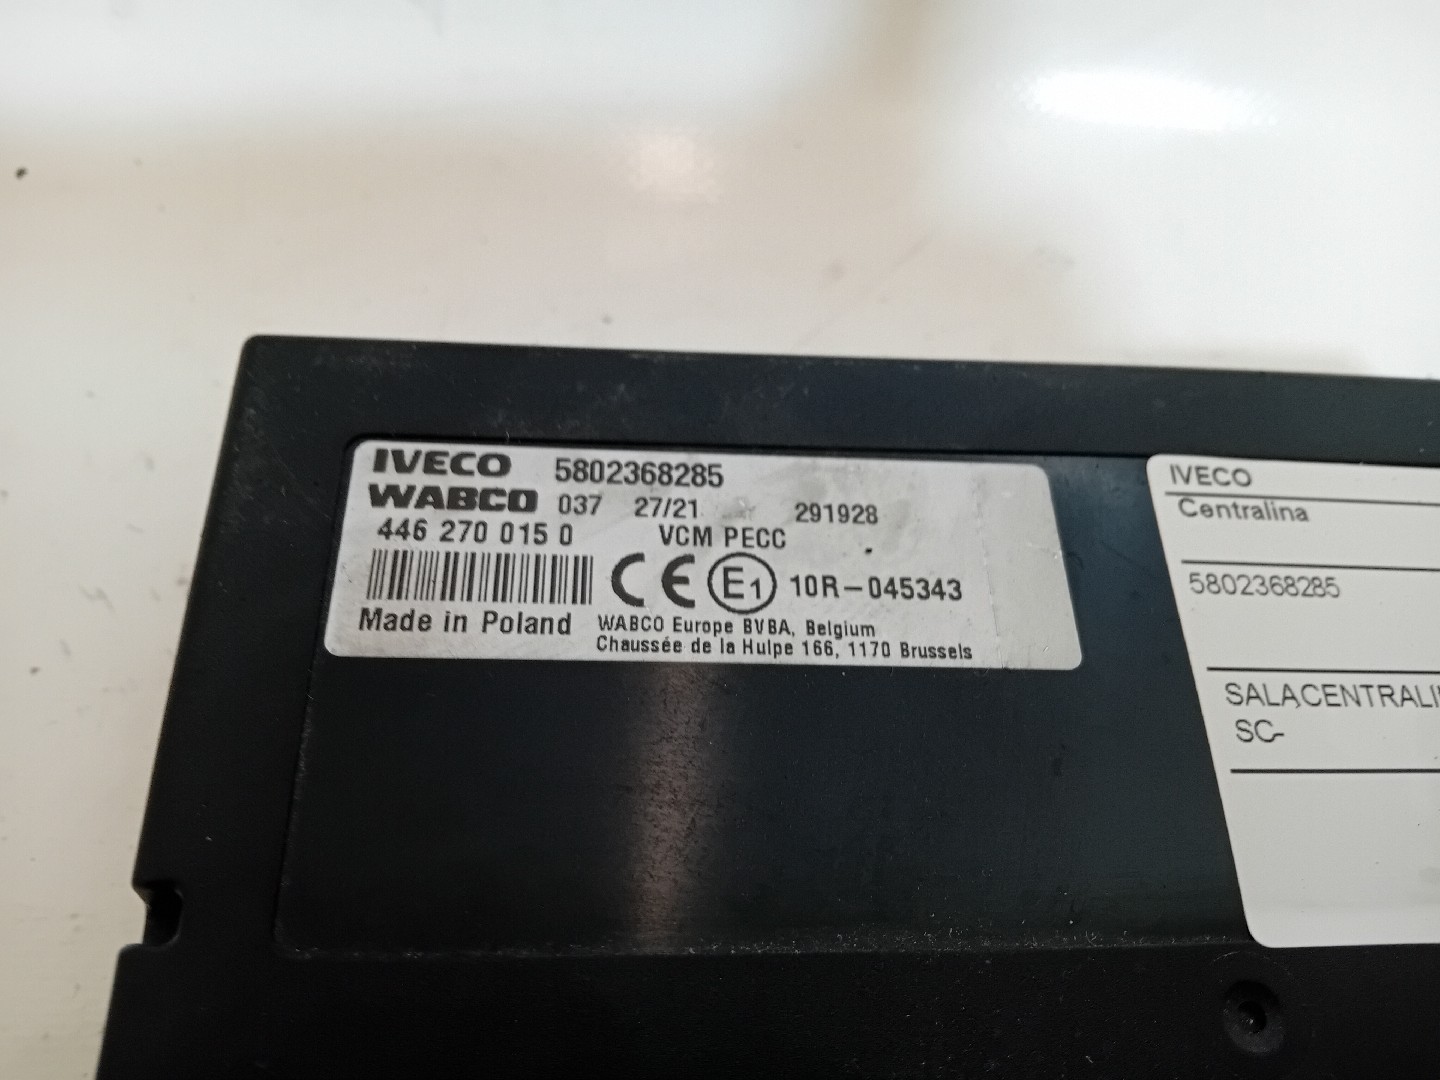 IVECO 5802368285
WABCO 037 27/21 291928
446 270 015 0 VCM PECC
CE E1 10R-045343
Made in Poland
WABCO Europe BVBA, Belgium
Chaussée de la Hulpe 166, 1170 Brussels
IVECO
Centralina
5802368285
SALACENTRALI
SC-